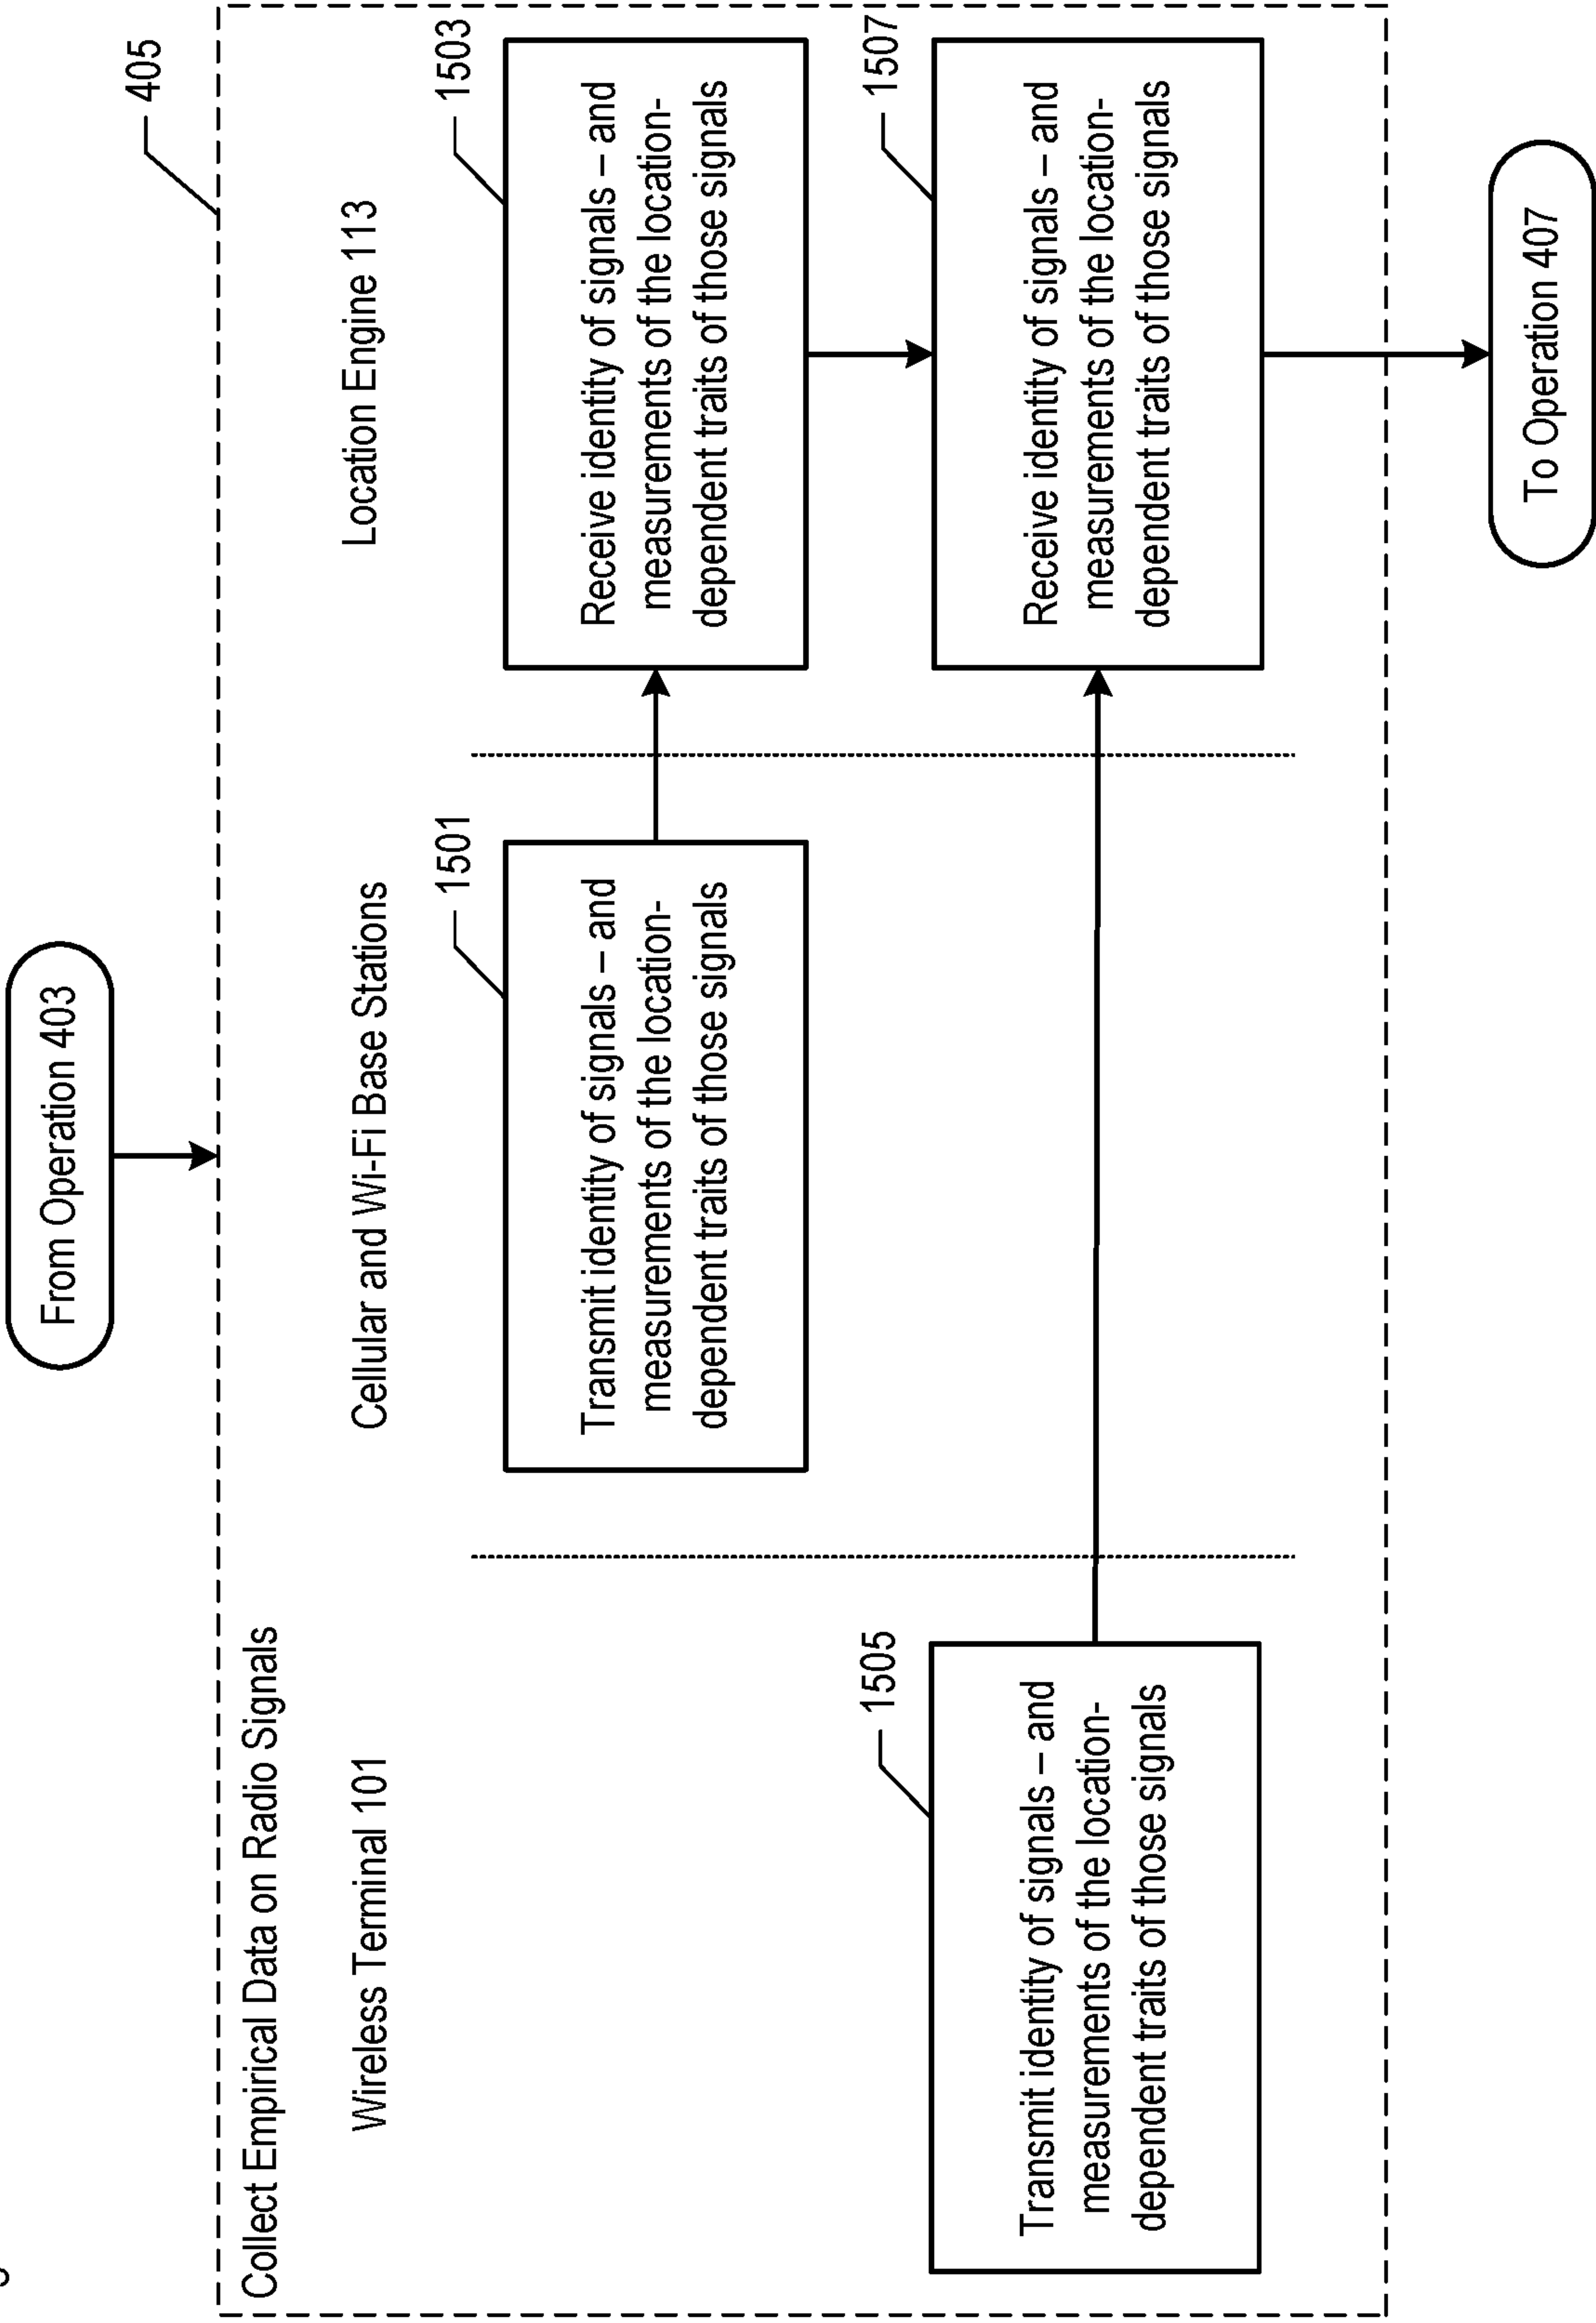 From Operation 403
405
Collect Empirical Data on Radio Signals
Wireless Terminal 101
Cellular and Wi-Fi Base Stations
Location Engine 113
1501
Transmit identity of signals – and
measurements of the location-
dependent traits of those signals
1503
Receive identity of signals – and
measurements of the location-
dependent traits of those signals
1505
Transmit identity of signals – and
measurements of the location-
dependent traits of those signals
1507
Receive identity of signals – and
measurements of the location-
dependent traits of those signals
To Operation 407